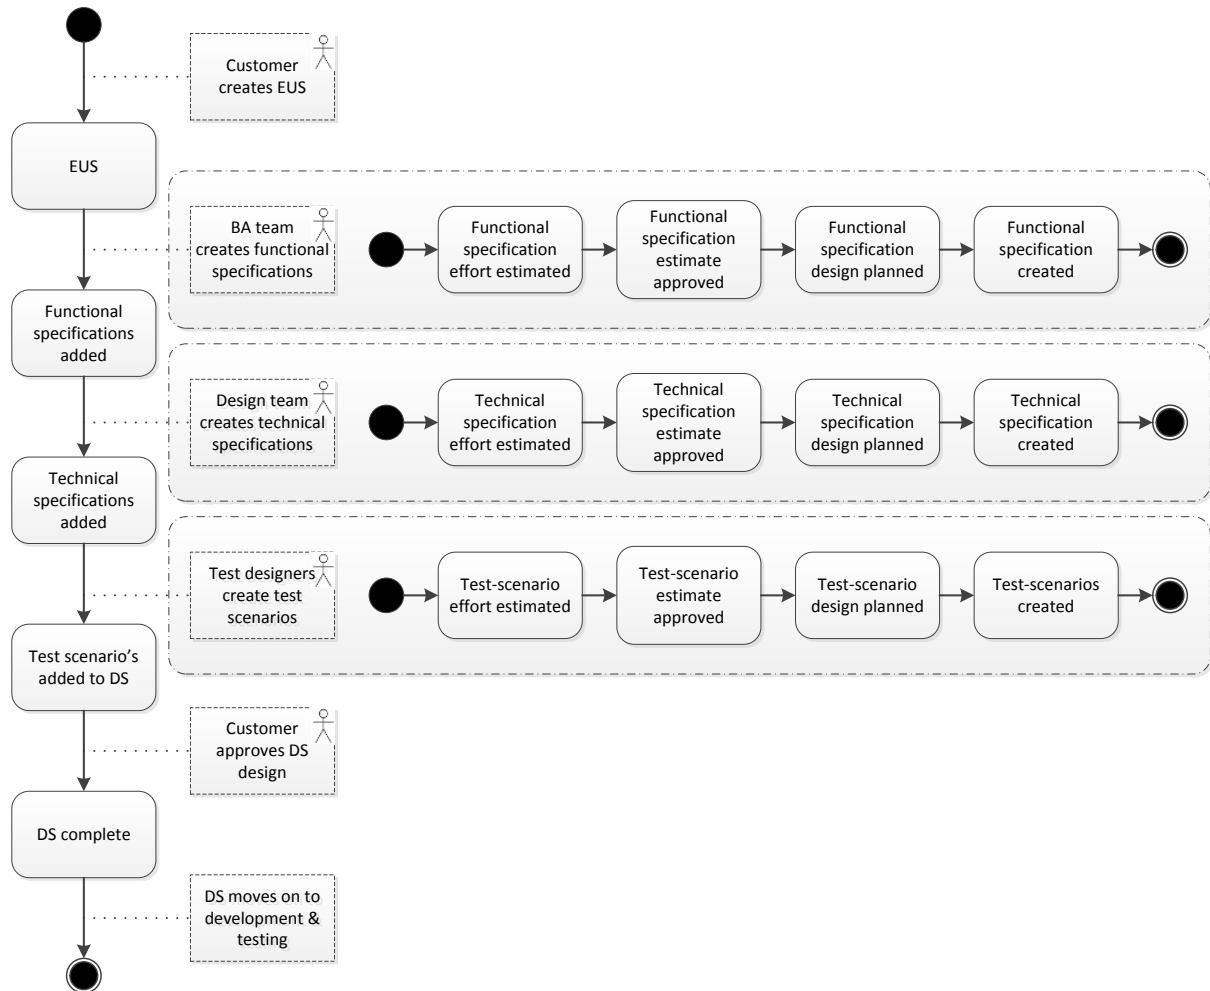 Customer
creates EUS
EUS
BA team
creates functional
specifications
Functional
specification
effort estimated
Functional
specification
estimate
approved
Functional
specification
design planned
Functional
specification
created
Functional
specifications
added
Design team
creates technical
specifications
Technical
specification
effort estimated
Technical
specification
estimate
approved
Technical
specification
design planned
Technical
specification
created
Technical
specifications
added
Test designers
create test
scenarios
Test-scenario
effort estimated
Test-scenario
estimate
approved
Test-scenario
design planned
Test-scenarios
created
Test scenario's
added to DS
Customer
approves DS
design
DS complete
DS moves on to
development &
testing